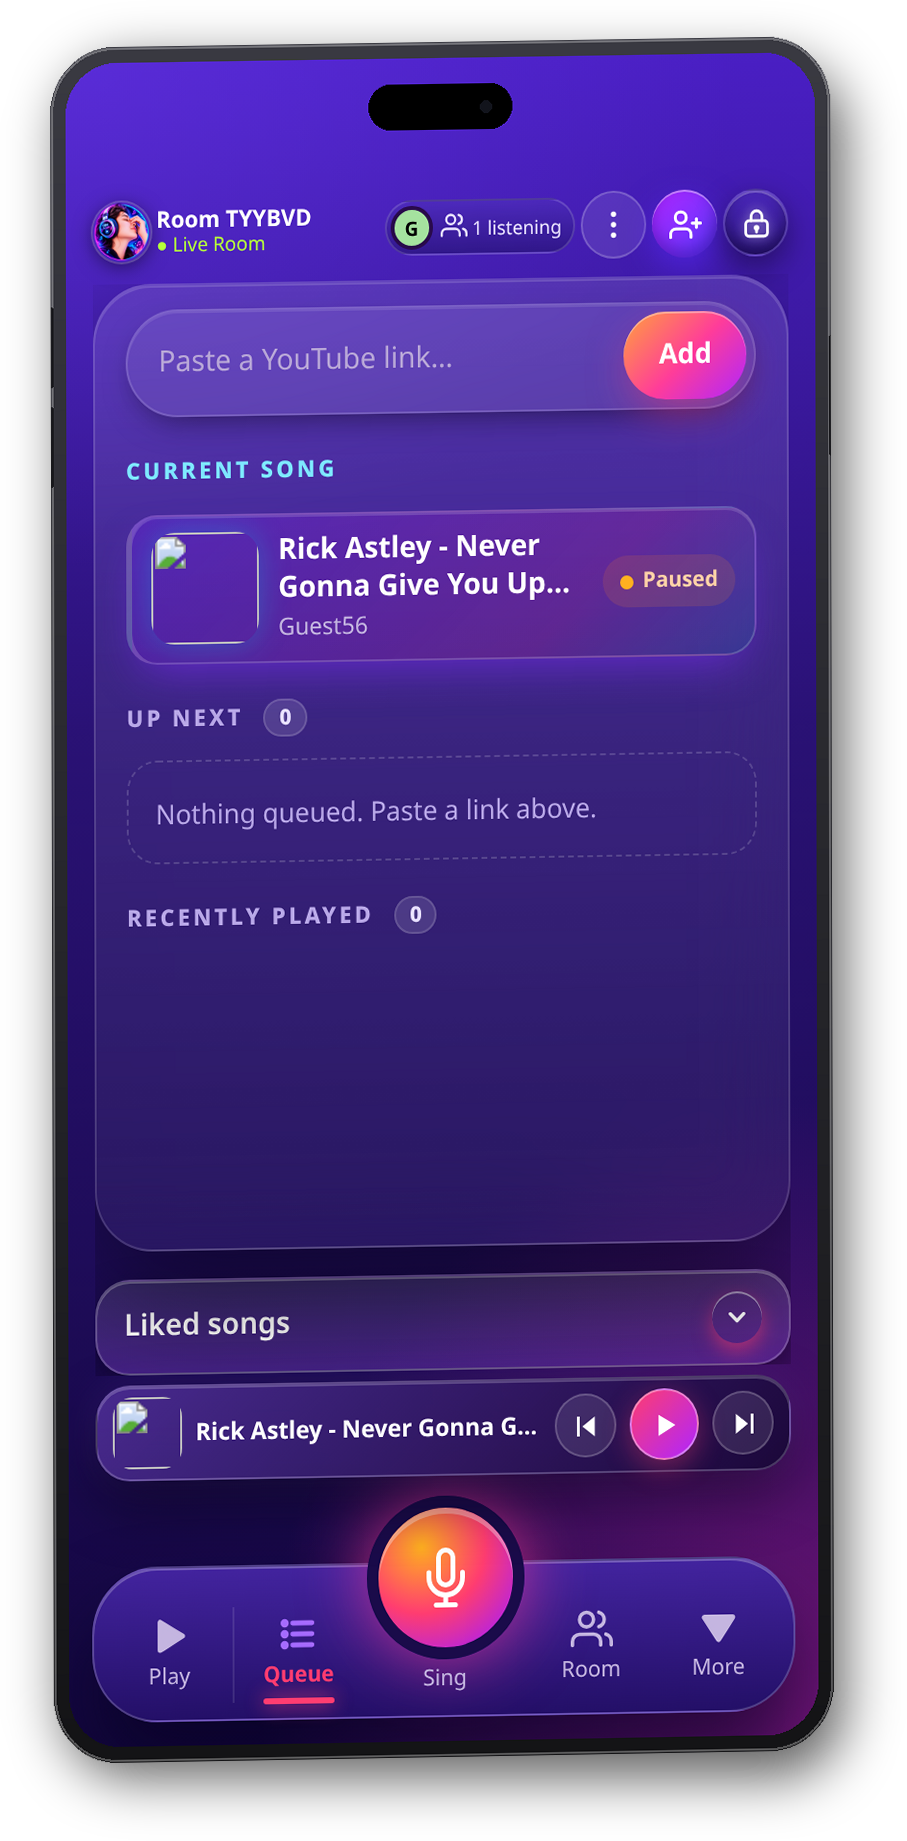 Room TYYBVD
Live Room
G
1 listening
Paste a YouTube link...
Add
CURRENT SONG
Rick Astley - Never
Gonna Give You Up...
Guest56
Paused
UP NEXT 0
Nothing queued. Paste a link above.
RECENTLY PLAYED 0
Liked songs
Rick Astley - Never Gonna G...
Play
Queue
Sing
Room
More